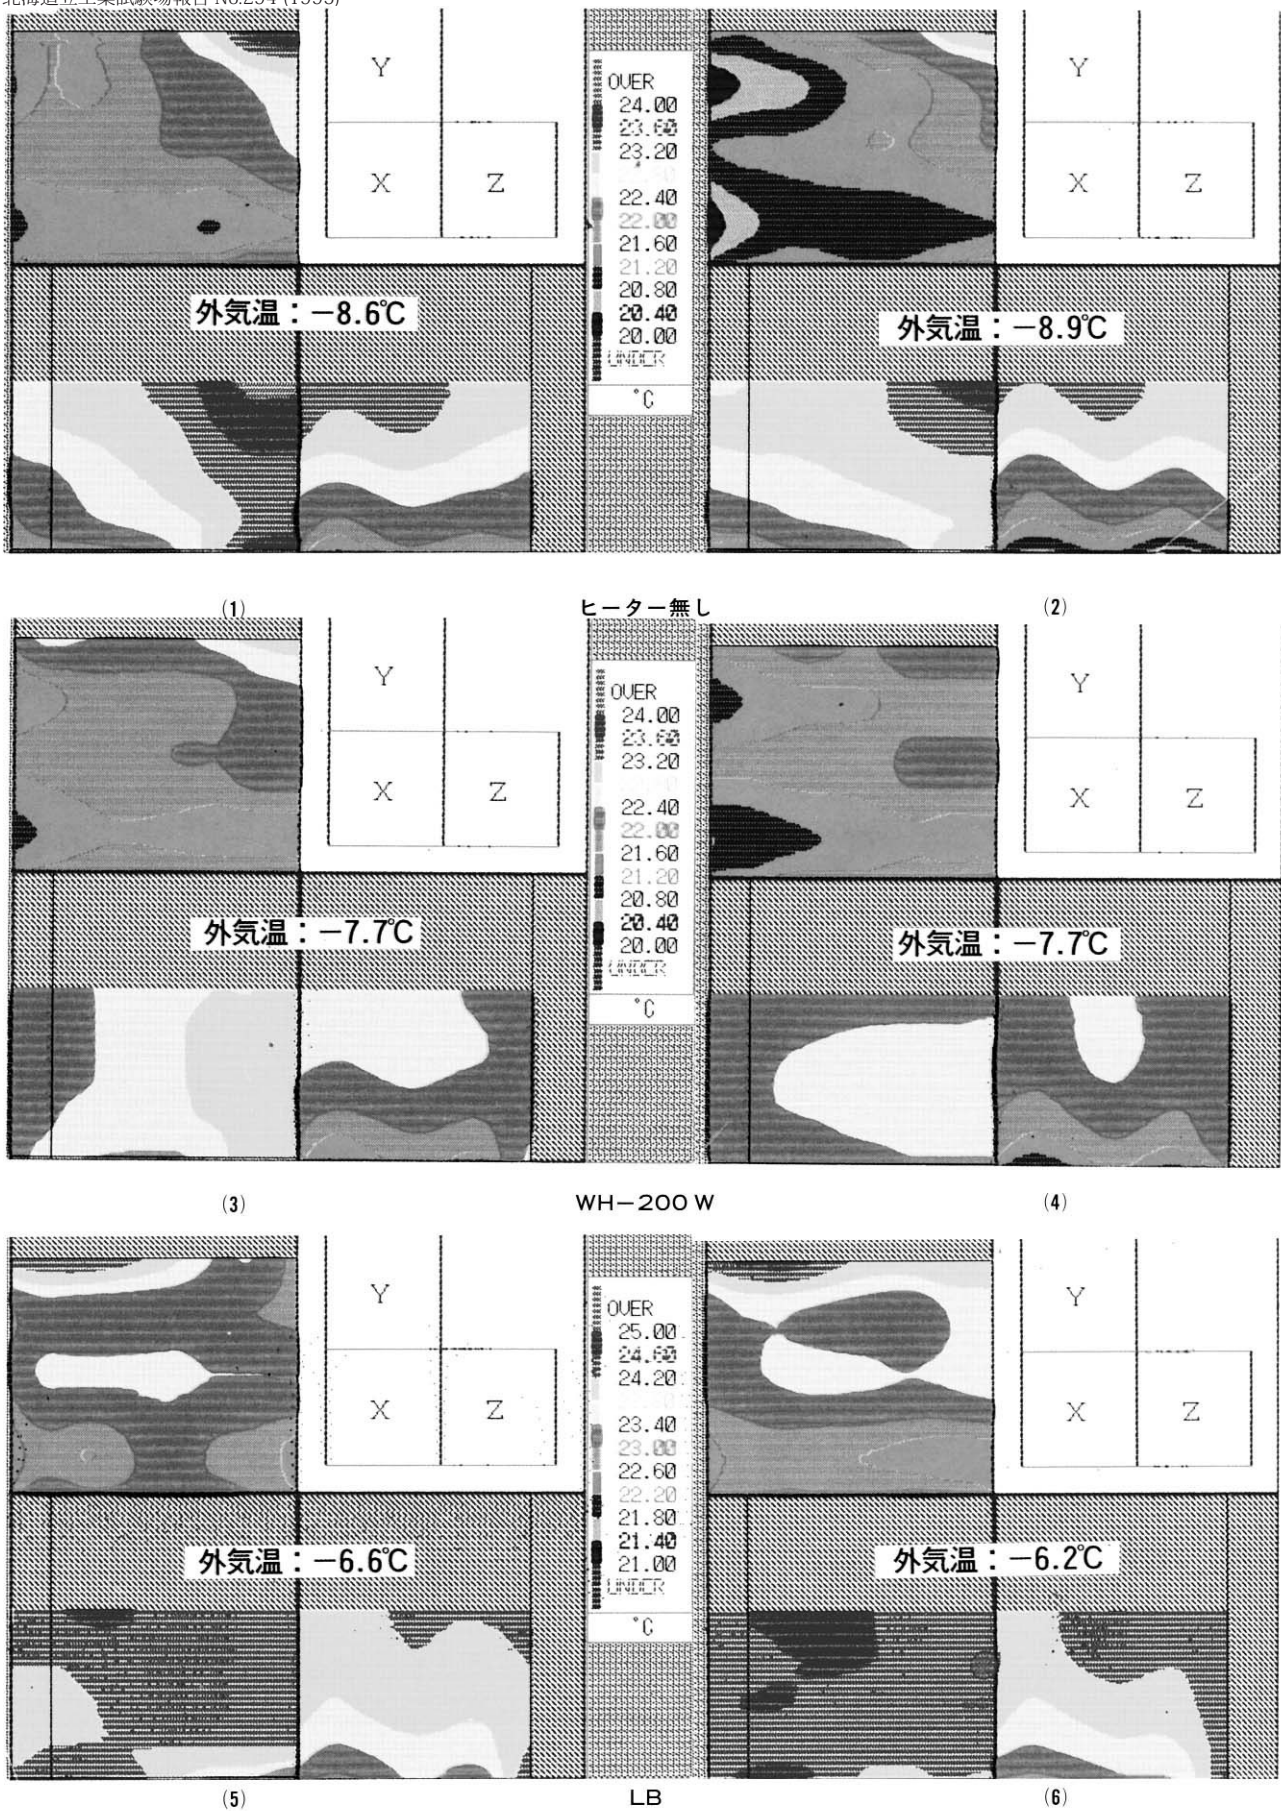 北海道立工業試験場報告 No.294 (1995)
Y
X Z
OVER
24.00
23.60
23.20
22.40
22.00
21.60
21.20
20.80
20.40
20.00
UNDER
°C
外気温：−8.6℃
Y
X Z
外気温：−8.9℃
(1) ヒーター無し (2)
Y
X Z
OVER
24.00
23.60
23.20
22.40
22.00
21.60
21.20
20.80
20.40
20.00
UNDER
°C
外気温：−7.7℃
Y
X Z
外気温：−7.7℃
(3) WH−200 W (4)
Y
X Z
OVER
25.00
24.60
24.20
23.40
23.00
22.60
22.20
21.80
21.40
21.00
UNDER
°C
外気温：−6.6℃
Y
X Z
外気温：−6.2℃
(5) LB (6)